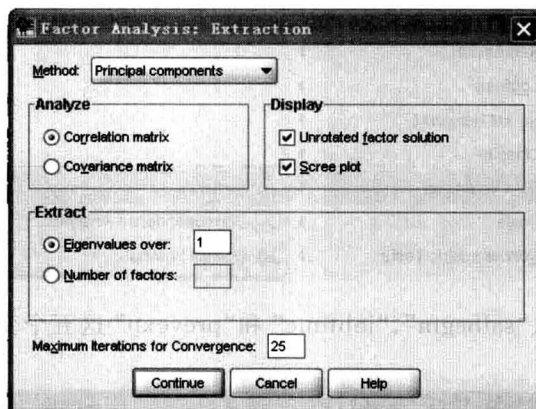 Factor Analysis: Extraction
Method: Principal components
Analyze
Correlation matrix
Covariance matrix
Display
Unrotated factor solution
Scree plot
Extract
Eigenvalues over: 1
Number of factors:
Maximum Iterations for Convergence: 25
Continue Cancel Help